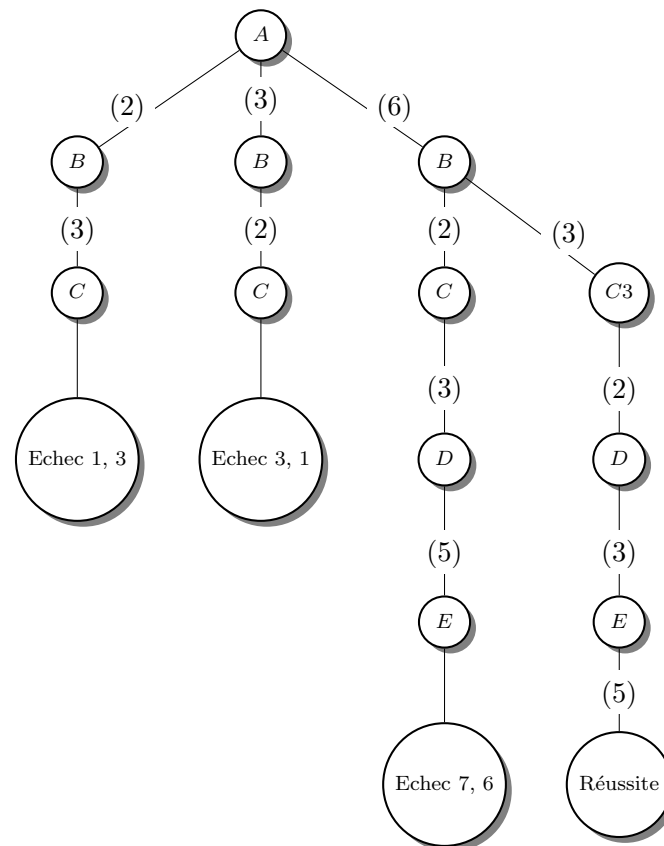 A
(2) (3) (6)
B B B
(3) (2) (2) (3)
C C C C3
(3) (2)
Echec 1, 3 Echec 3, 1 D D
(5) (3)
E E
(5)
Echec 7, 6 Réussite